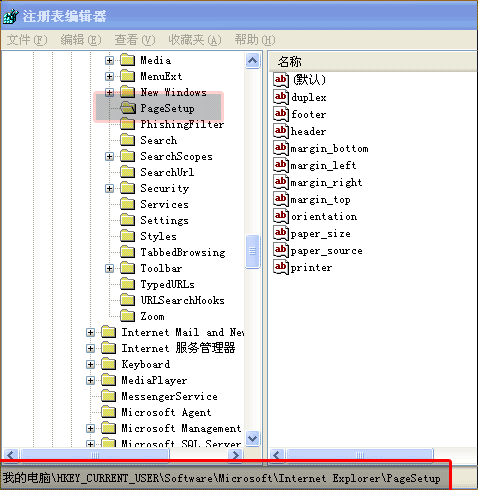 注册表编辑器
文件(F) 编辑(E) 查看(V) 收藏夹(A) 帮助(H)
Media
MenuExt
New Windows
PageSetup
PhishingFilter
Search
SearchScopes
SearchUrl
Security
Services
Settings
Styles
TabbedBrowsing
Toolbar
TypedURLs
URLSearchHooks
Zoom
Internet Mail and New
Internet 服务管理器
Keyboard
MediaPlayer
MessengerService
Microsoft Agent
Microsoft Management
Microsoft SQL Server
名称
(默认)
duplex
footer
header
margin_bottom
margin_left
margin_right
margin_top
orientation
paper_size
paper_source
printer
我的电脑\HKEY_CURRENT_USER\Software\Microsoft\Internet Explorer\PageSetup